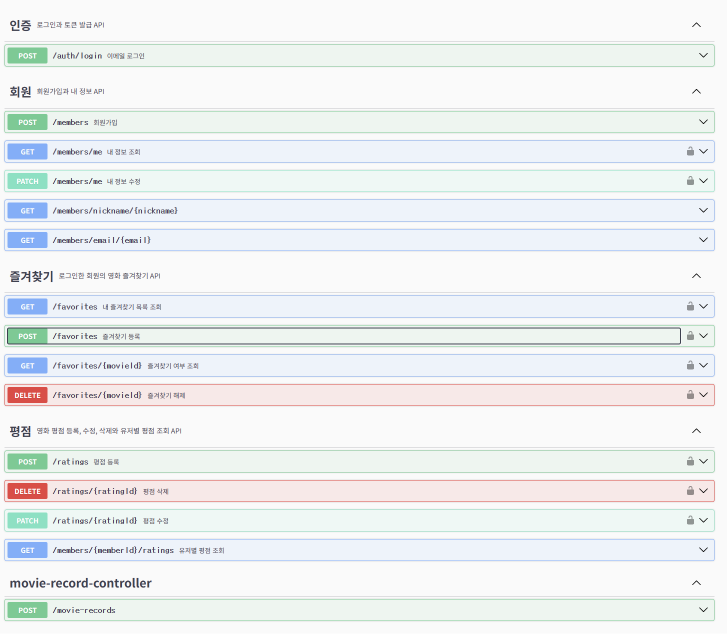 인증 로그인과 토큰 발급 API
POST /auth/login 이메일 로그인
회원 회원가입과 내 정보 API
POST /members 회원가입
GET /members/me 내 정보 조회
PATCH /members/me 내 정보 수정
GET /members/nickname/{nickname}
GET /members/email/{email}
즐겨찾기 로그인한 회원의 영화 즐겨찾기 API
GET /favorites 내 즐겨찾기 목록 조회
POST /favorites 즐겨찾기 등록
GET /favorites/{movieId} 즐겨찾기 여부 조회
DELETE /favorites/{movieId} 즐겨찾기 해제
평점 영화 평점 등록, 수정, 삭제와 유저별 평점 조회 API
POST /ratings 평점 등록
DELETE /ratings/{ratingId} 평점 삭제
PATCH /ratings/{ratingId} 평점 수정
GET /members/{memberId}/ratings 유저별 평점 조회
movie-record-controller
POST /movie-records